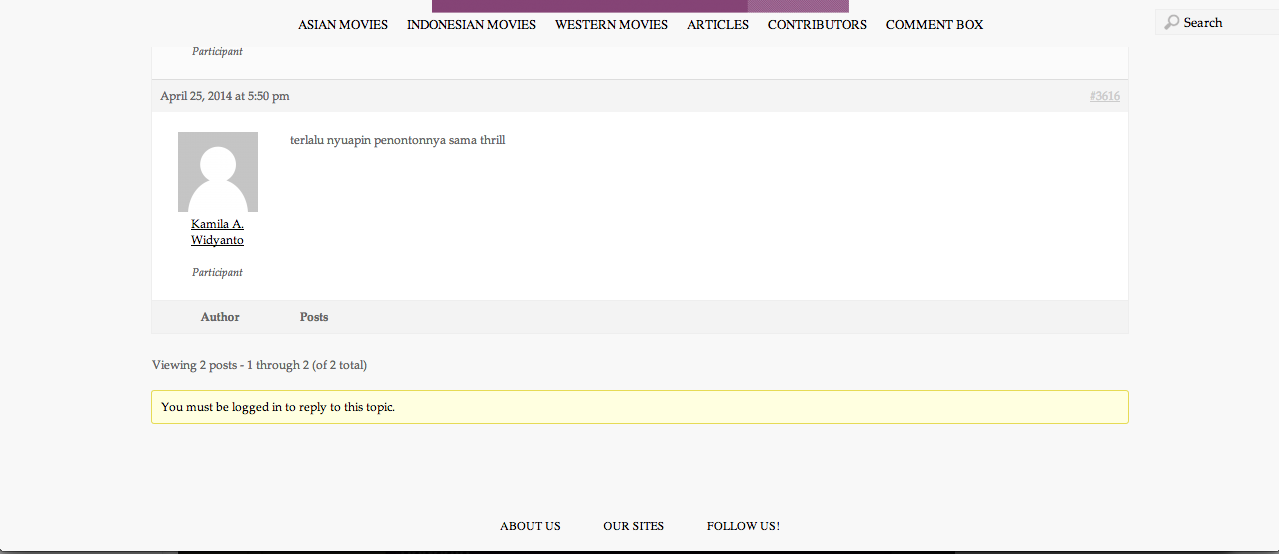 ASIAN MOVIES INDONESIAN MOVIES WESTERN MOVIES ARTICLES CONTRIBUTORS COMMENT BOX
Search
Participant
April 25, 2014 at 5:50 pm #3616
terlalu nyuapin penontonnya sama thrill
Kamila A.
Widyanto
Participant
Author Posts
Viewing 2 posts - 1 through 2 (of 2 total)
You must be logged in to reply to this topic.
ABOUT US OUR SITES FOLLOW US!